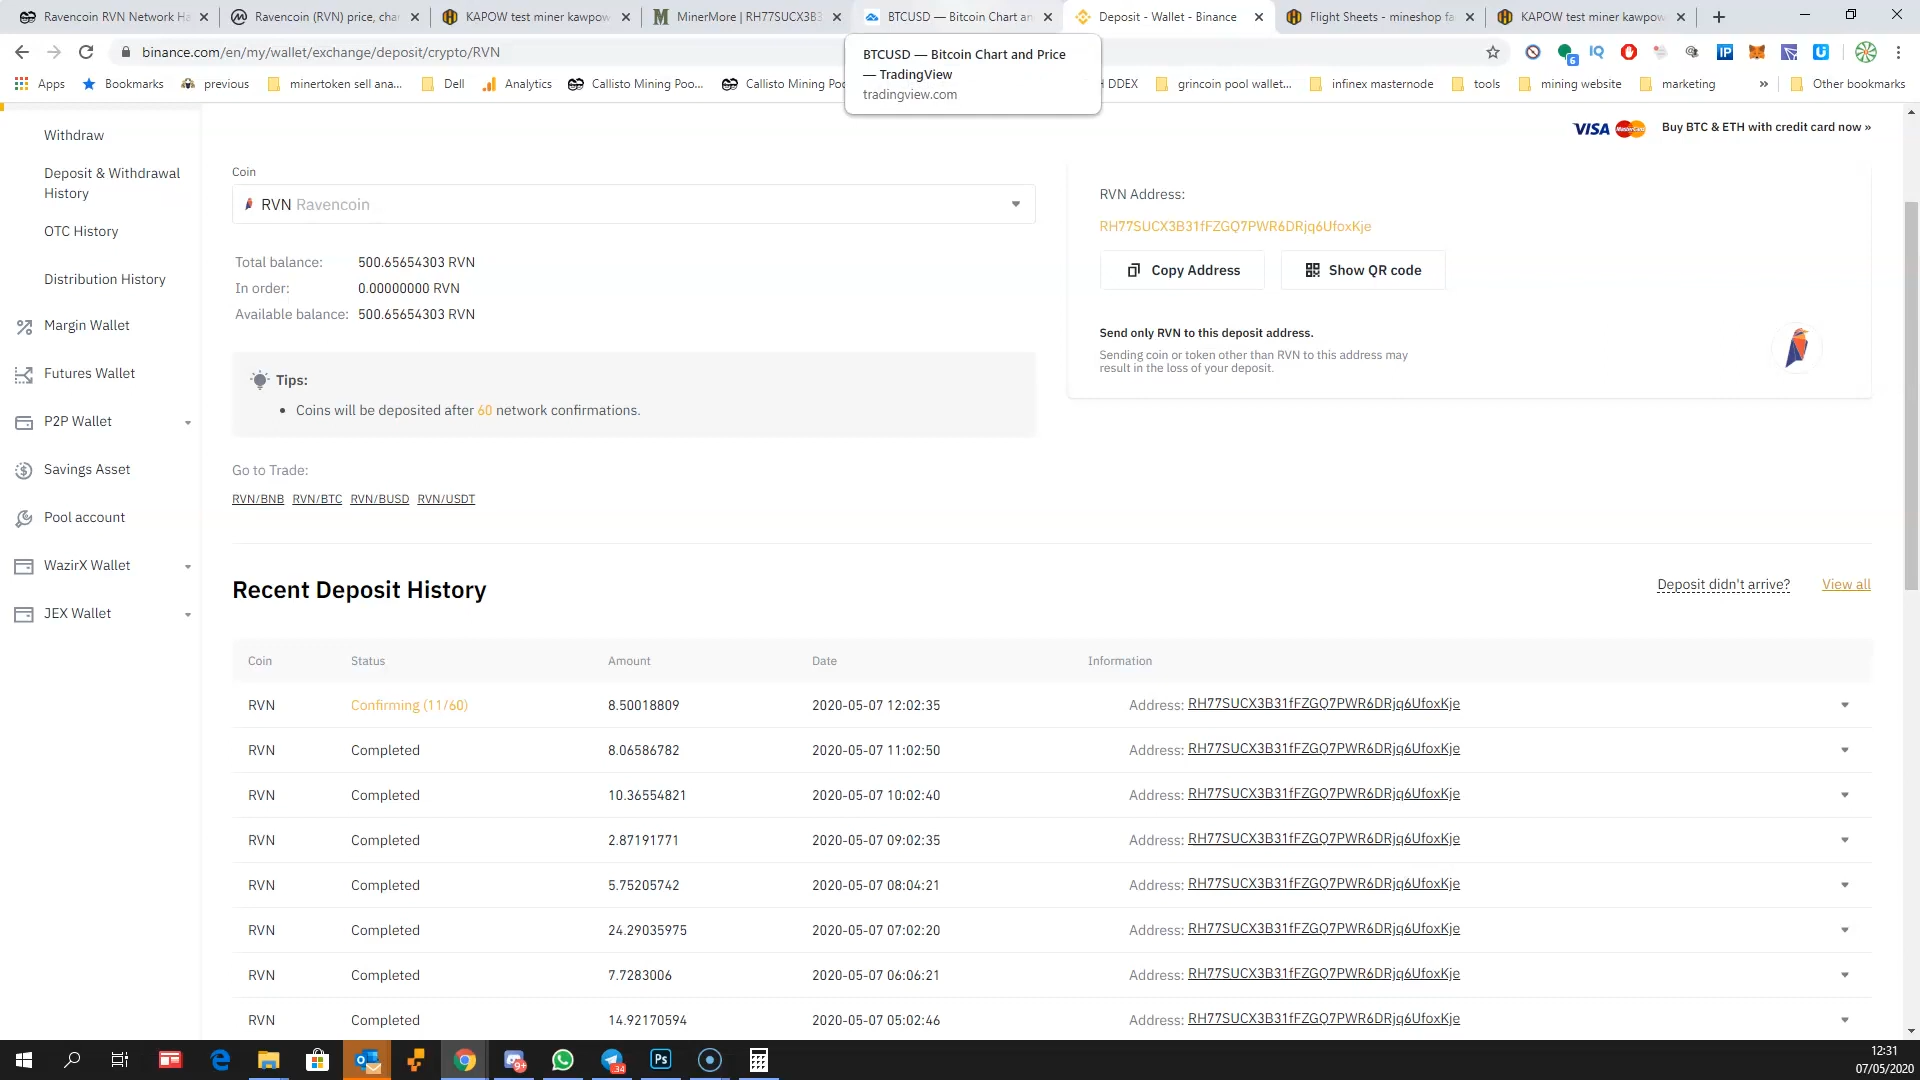 Ravencoin RVN Network Ha
Ravencoin (RVN) price, cha
KAPOW test miner kawpow
MinerMore | RH77SUCX3B3
BTCUSD — Bitcoin Chart an
Deposit - Wallet - Binance
Flight Sheets - mineshop fa
KAPOW test miner kawpow
binance.com/en/my/wallet/exchange/deposit/crypto/RVN
BTCUSD — Bitcoin Chart and Price
— TradingView
tradingview.com
Apps
Bookmarks
previous
minertoken sell ana...
Dell
Analytics
Callisto Mining Poo...
Callisto Mining Poo
H DDEX
grincoin pool wallet...
infinex masternode
tools
mining website
marketing
»
Other bookmarks
Withdraw
Deposit & Withdrawal
History
OTC History
Distribution History
Margin Wallet
Futures Wallet
P2P Wallet
Savings Asset
Pool account
WazirX Wallet
JEX Wallet
VISA
MasterCard
Buy BTC & ETH with credit card now »
Coin
RVN Ravencoin
Total balance: 500.65654303 RVN
In order: 0.00000000 RVN
Available balance: 500.65654303 RVN
Tips:
• Coins will be deposited after 60 network confirmations.
Go to Trade:
RVN/BNB RVN/BTC RVN/BUSD RVN/USDT
RVN Address:
RH77SUCX3B31fFZGQ7PWR6DRjq6UfoxKje
Copy Address
Show QR code
Send only RVN to this deposit address.
Sending coin or token other than RVN to this address may
result in the loss of your deposit.
Recent Deposit History
Deposit didn't arrive?
View all
Coin Status Amount Date Information
RVN Confirming (11/60) 8.50018809 2020-05-07 12:02:35 Address: RH77SUCX3B31fFZGQ7PWR6DRjq6UfoxKje
RVN Completed 8.06586782 2020-05-07 11:02:50 Address: RH77SUCX3B31fFZGQ7PWR6DRjq6UfoxKje
RVN Completed 10.36554821 2020-05-07 10:02:40 Address: RH77SUCX3B31fFZGQ7PWR6DRjq6UfoxKje
RVN Completed 2.87191771 2020-05-07 09:02:35 Address: RH77SUCX3B31fFZGQ7PWR6DRjq6UfoxKje
RVN Completed 5.75205742 2020-05-07 08:04:21 Address: RH77SUCX3B31fFZGQ7PWR6DRjq6UfoxKje
RVN Completed 24.29035975 2020-05-07 07:02:20 Address: RH77SUCX3B31fFZGQ7PWR6DRjq6UfoxKje
RVN Completed 7.7283006 2020-05-07 06:06:21 Address: RH77SUCX3B31fFZGQ7PWR6DRjq6UfoxKje
RVN Completed 14.92170594 2020-05-07 05:02:46 Address: RH77SUCX3B31fFZGQ7PWR6DRjq6UfoxKje
12:31
07/05/2020